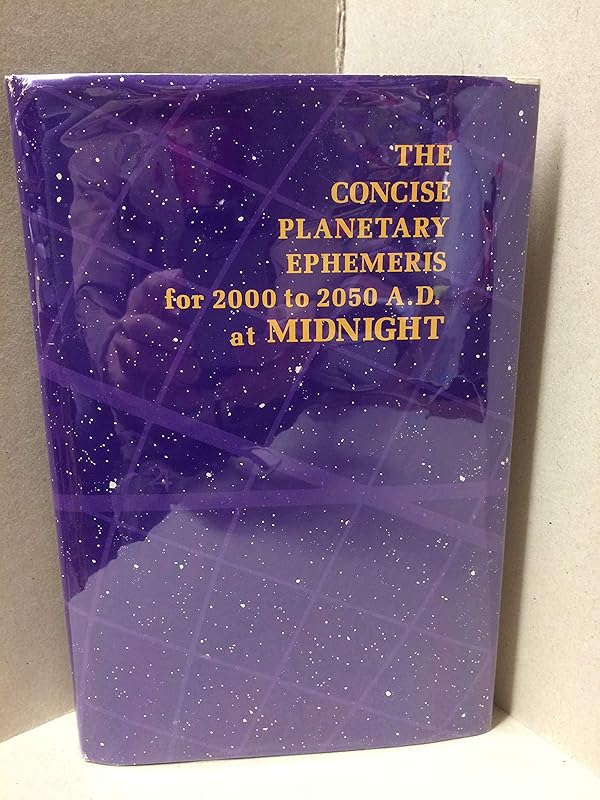 THE
CONCISE
PLANETARY
EPHEMERIS
for 2000 to 2050 A.D.
at MIDNIGHT